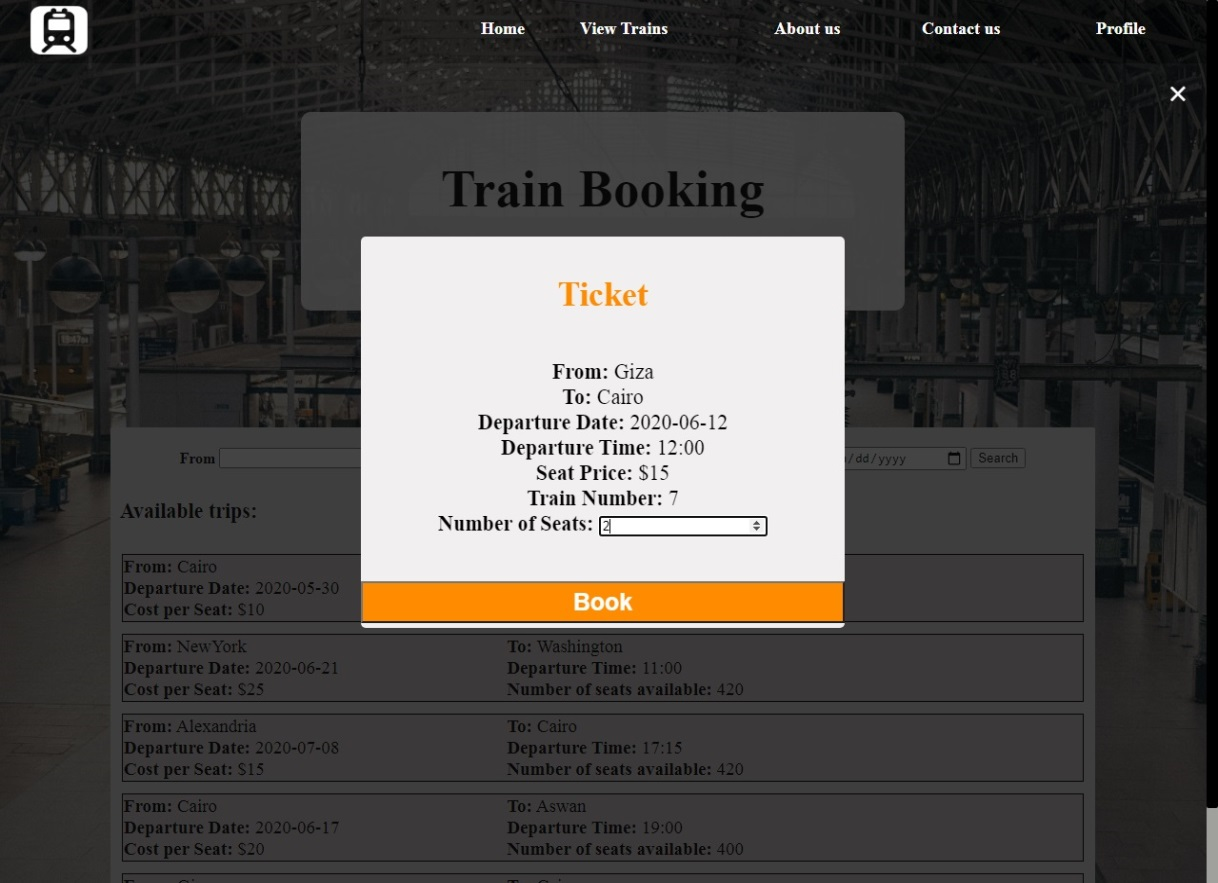 Home View Trains About us Contact us Profile
×
Train Booking
Ticket
From: Giza
To: Cairo
Departure Date: 2020-06-12
Departure Time: 12:00
Seat Price: $15
Train Number: 7
Number of Seats: 2
Book
From /dd/yyyy Search
Available trips:
From: Cairo
Departure Date: 2020-05-30
Cost per Seat: $10
From: NewYork To: Washington
Departure Date: 2020-06-21 Departure Time: 11:00
Cost per Seat: $25 Number of seats available: 420
From: Alexandria To: Cairo
Departure Date: 2020-07-08 Departure Time: 17:15
Cost per Seat: $15 Number of seats available: 420
From: Cairo To: Aswan
Departure Date: 2020-06-17 Departure Time: 19:00
Cost per Seat: $20 Number of seats available: 400